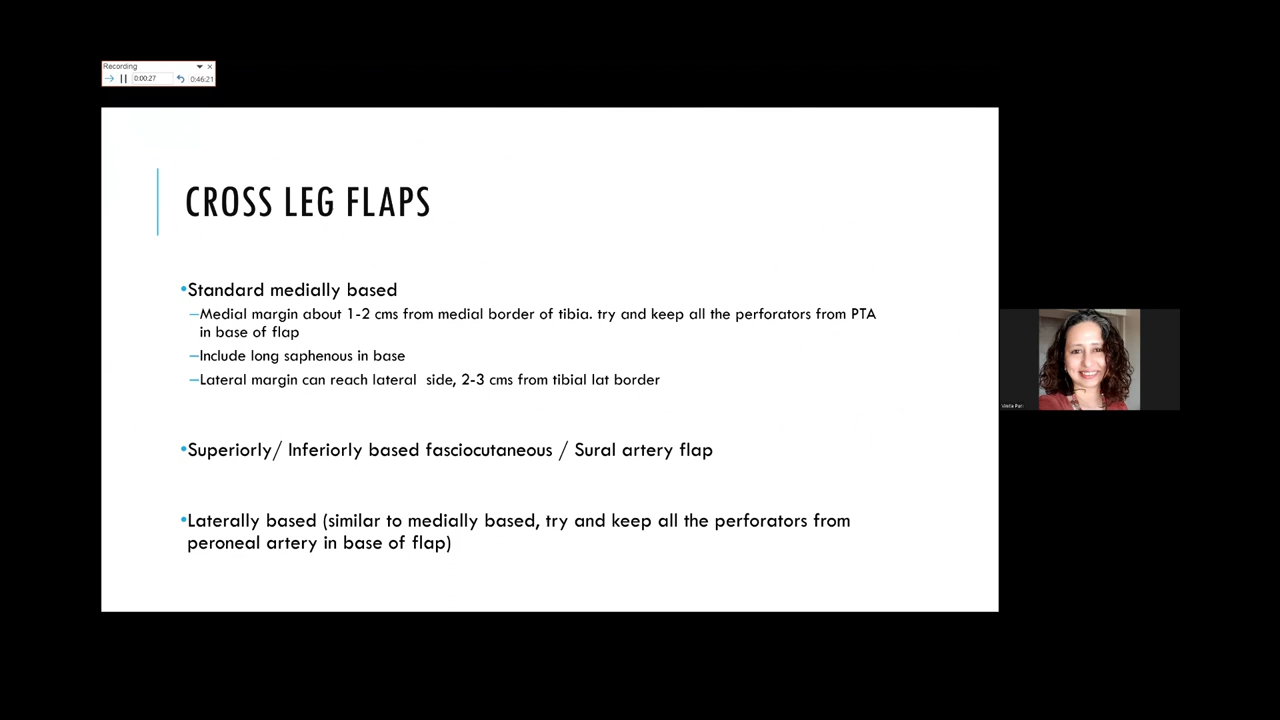 Recording
0:00:27
0:46:21
CROSS LEG FLAPS
•Standard medially based
–Medial margin about 1-2 cms from medial border of tibia. try and keep all the perforators from PTA
in base of flap
–Include long saphenous in base
–Lateral margin can reach lateral  side, 2-3 cms from tibial lat border
•Superiorly/ Inferiorly based fasciocutaneous / Sural artery flap
•Laterally based (similar to medially based, try and keep all the perforators from
peroneal artery in base of flap)